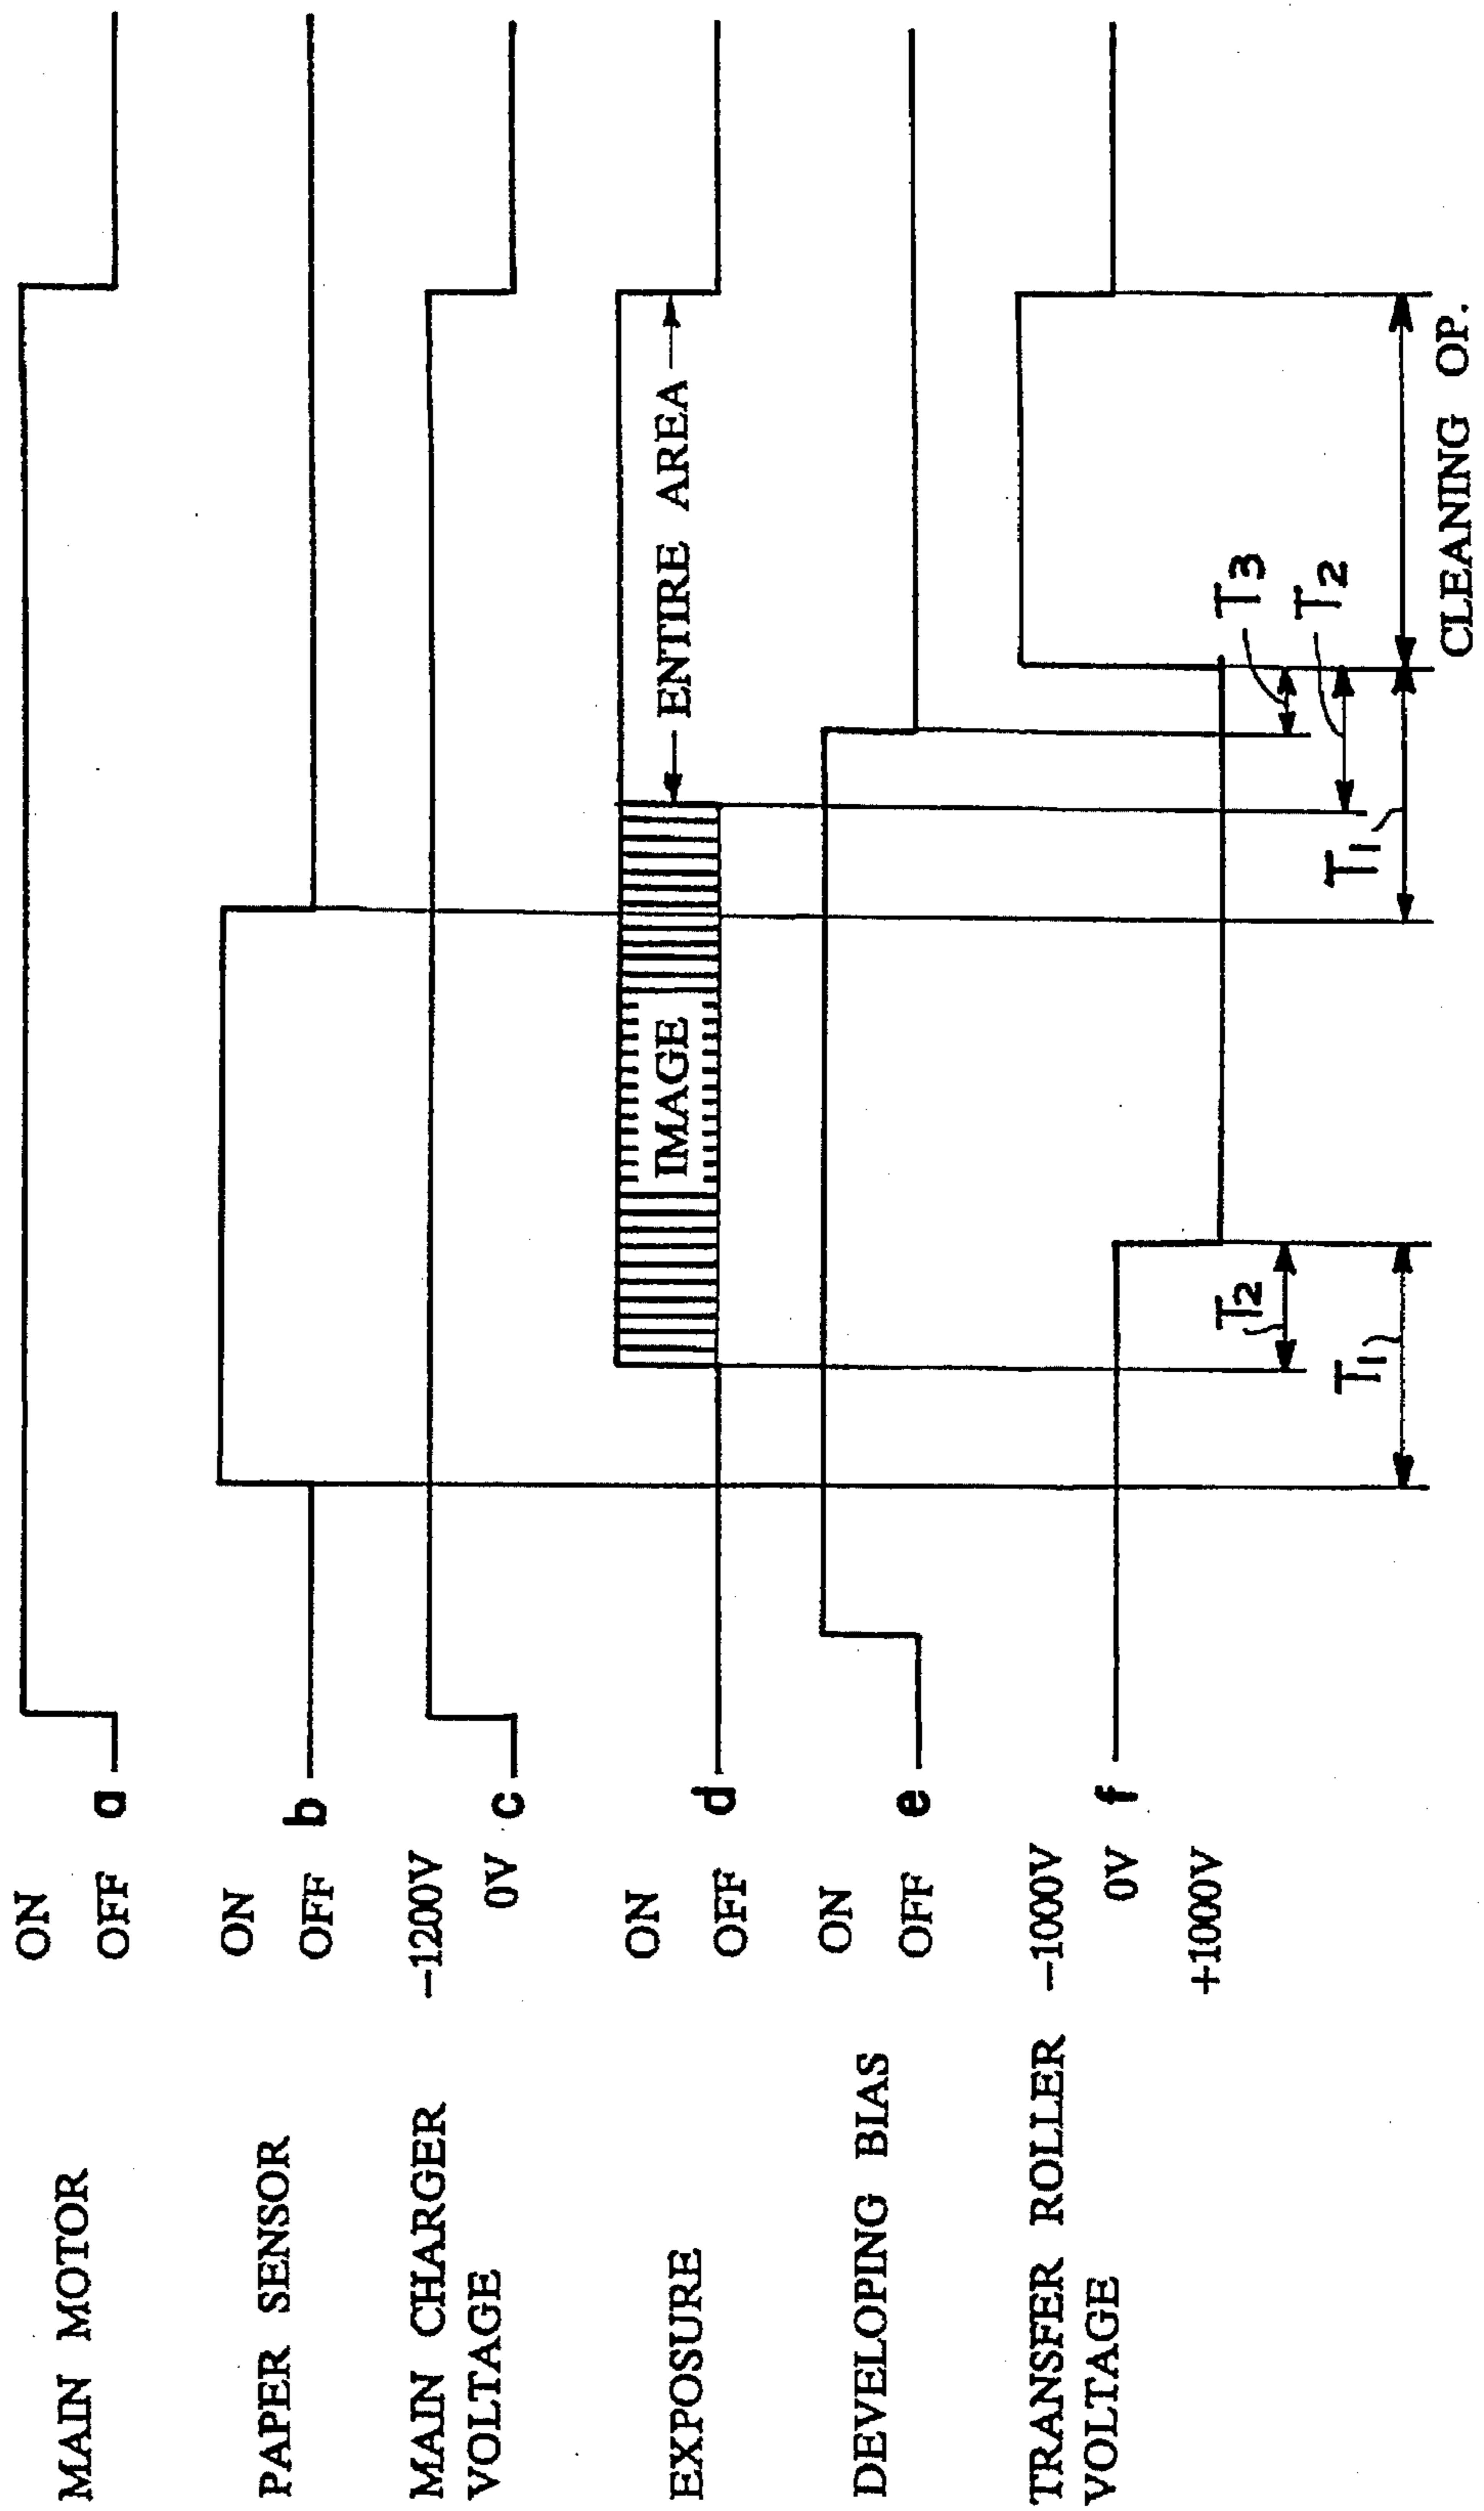 MAIN MOTOR
ON
OFF
a
PAPER SENSOR
ON
OFF
b
MAIN CHARGER
VOLTAGE
-1200V
0V
c
EXPOSURE
ON
OFF
d
IMAGE
ENTIRE AREA
DEVELOPING BIAS
ON
OFF
e
TRANSFER ROLLER
VOLTAGE
-1000V
0V
+1000V
f
T2
T1
T3
T2
T1
CLEANING OP.